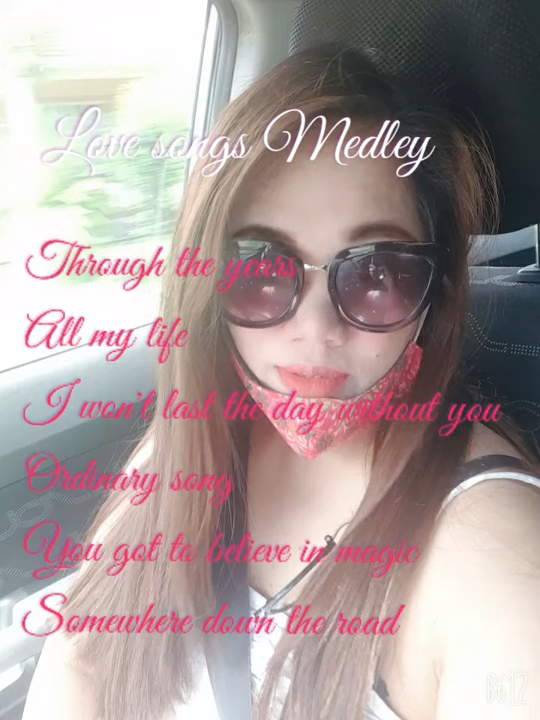 Love songs Medley
Through the years
All my life
I won't last the day without you
Ordinary song
You got to believe in magic
Somewhere down the road